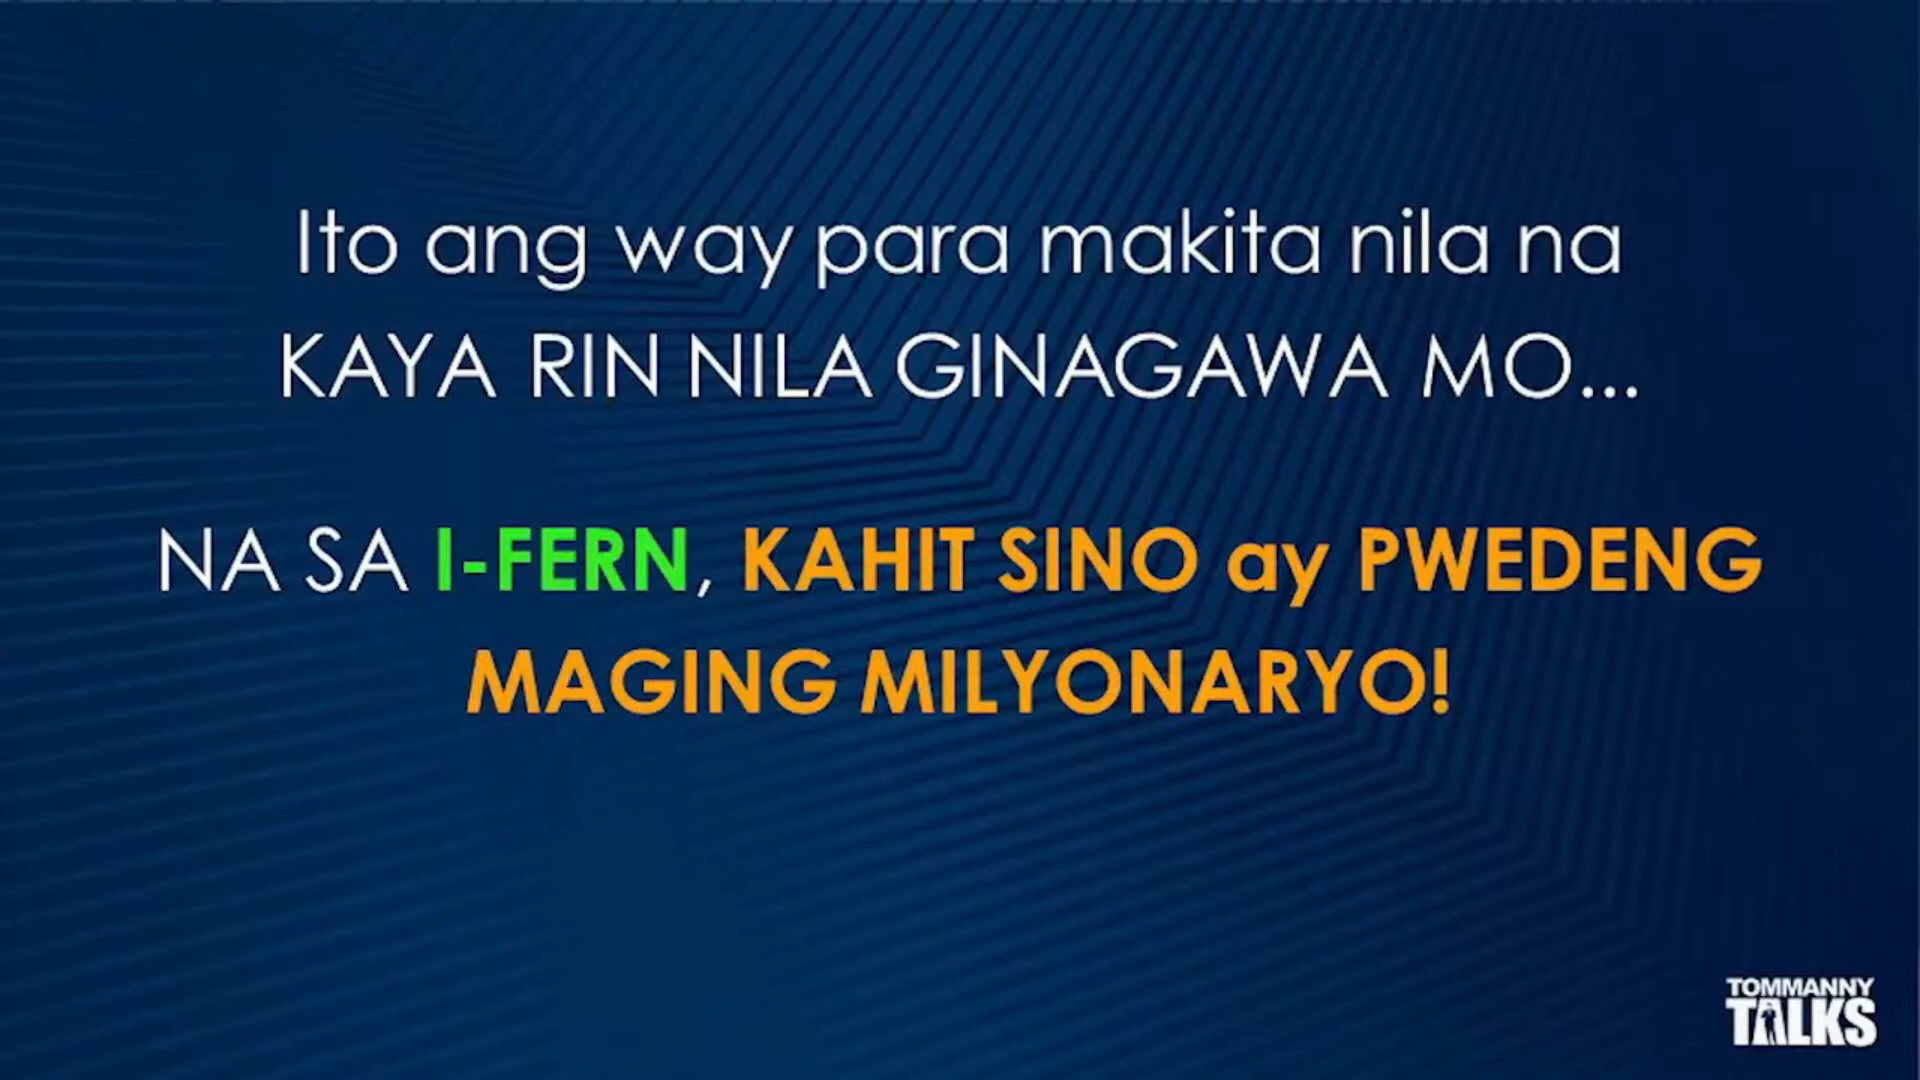 Ito ang way para makita nila na
KAYA RIN NILA GINAGAWA MO...
NA SA I-FERN, KAHIT SINO ay PWEDENG
MAGING MILYONARYO!
TOMMANNY
TALKS